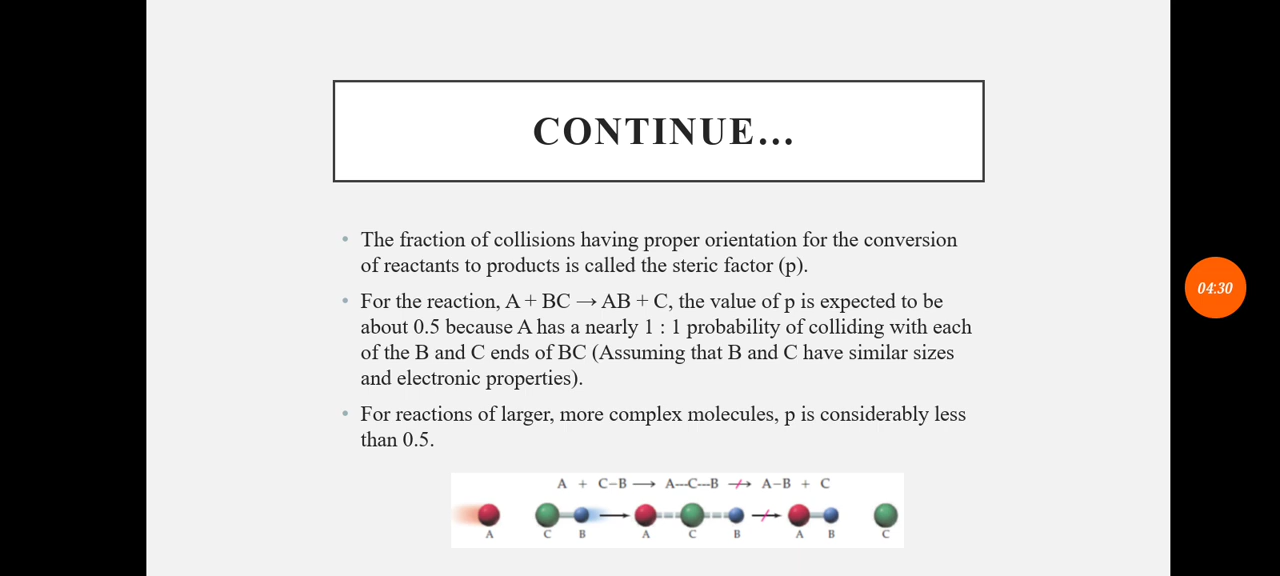 CONTINUE...
• The fraction of collisions having proper orientation for the conversion
of reactants to products is called the steric factor (p).
• For the reaction, A + BC → AB + C, the value of p is expected to be
about 0.5 because A has a nearly 1 : 1 probability of colliding with each
of the B and C ends of BC (Assuming that B and C have similar sizes
and electronic properties).
• For reactions of larger, more complex molecules, p is considerably less
than 0.5.
A + C–B ⟶ A---C---B ↛ A–B + C
A C B A C B A B C
04:30